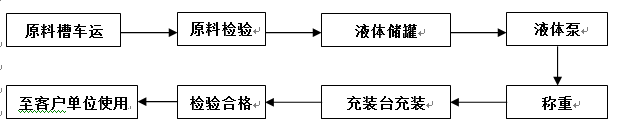 原料槽车运
原料检验
液体储罐
液体泵
称重
充装台充装
检验合格
至客户单位使用